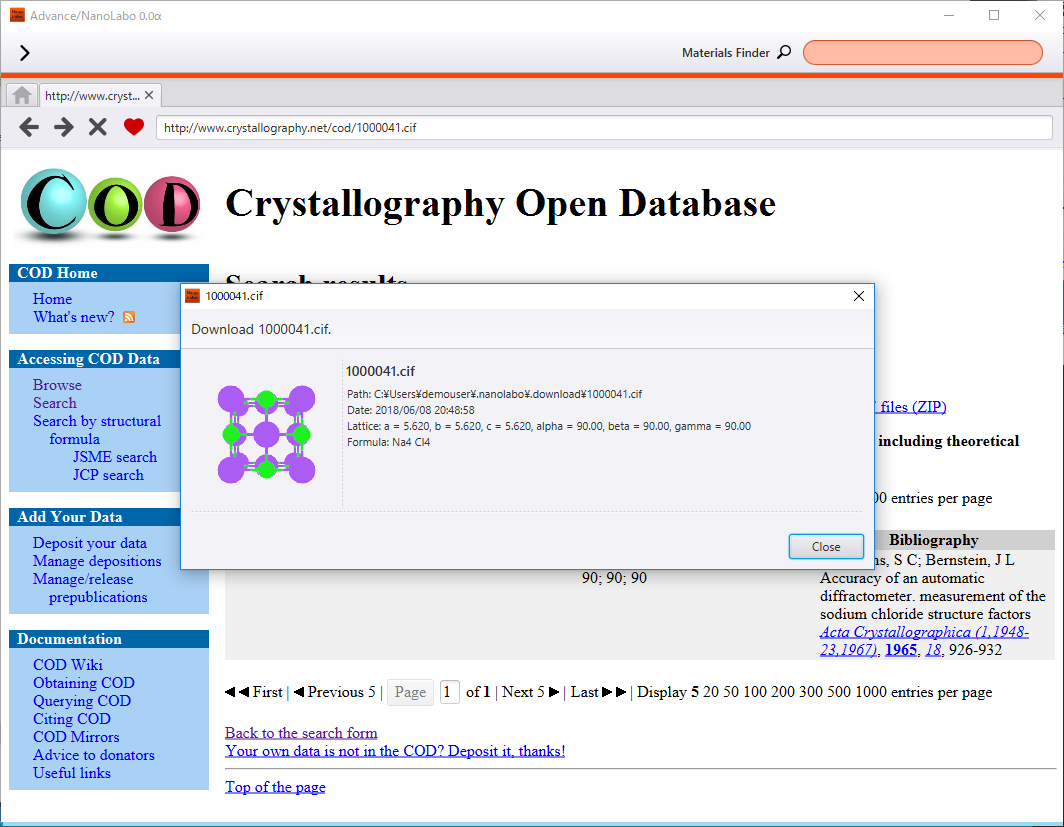 Advance/NanoLabo 0.0α
Materials Finder
http://www.cryst...
http://www.crystallography.net/cod/1000041.cif
COD
Crystallography Open Database
Search results
COD Home
Home
What's new?
Accessing COD Data
Browse
Search
Search by structural
formula
JSME search
JCP search
Add Your Data
Deposit your data
Manage depositions
Manage/release
prepublications
Documentation
COD Wiki
Obtaining COD
Querying COD
Citing COD
COD Mirrors
Advice to donators
Useful links
1000041.cif
Download 1000041.cif.
1000041.cif
Path: C:¥Users¥demouser¥.nanolabo¥.download¥1000041.cif
Date: 2018/06/08 20:48:58
Lattice: a = 5.620, b = 5.620, c = 5.620, alpha = 90.00, beta = 90.00, gamma = 90.00
Formula: Na4 Cl4
Close
files (ZIP)
including theoretical
entries per page
Bibliography
S C; Bernstein, J L
90; 90; 90
Accuracy of an automatic
diffractometer. measurement of the
sodium chloride structure factors
Acta Crystallographica (1,1948-
23,1967), 1965, 18, 926-932
◀◀ First | ◀ Previous 5 | Page 1 of 1 | Next 5 ▶ | Last ▶▶ | Display 5 20 50 100 200 300 500 1000 entries per page
Back to the search form
Your own data is not in the COD? Deposit it, thanks!
Top of the page